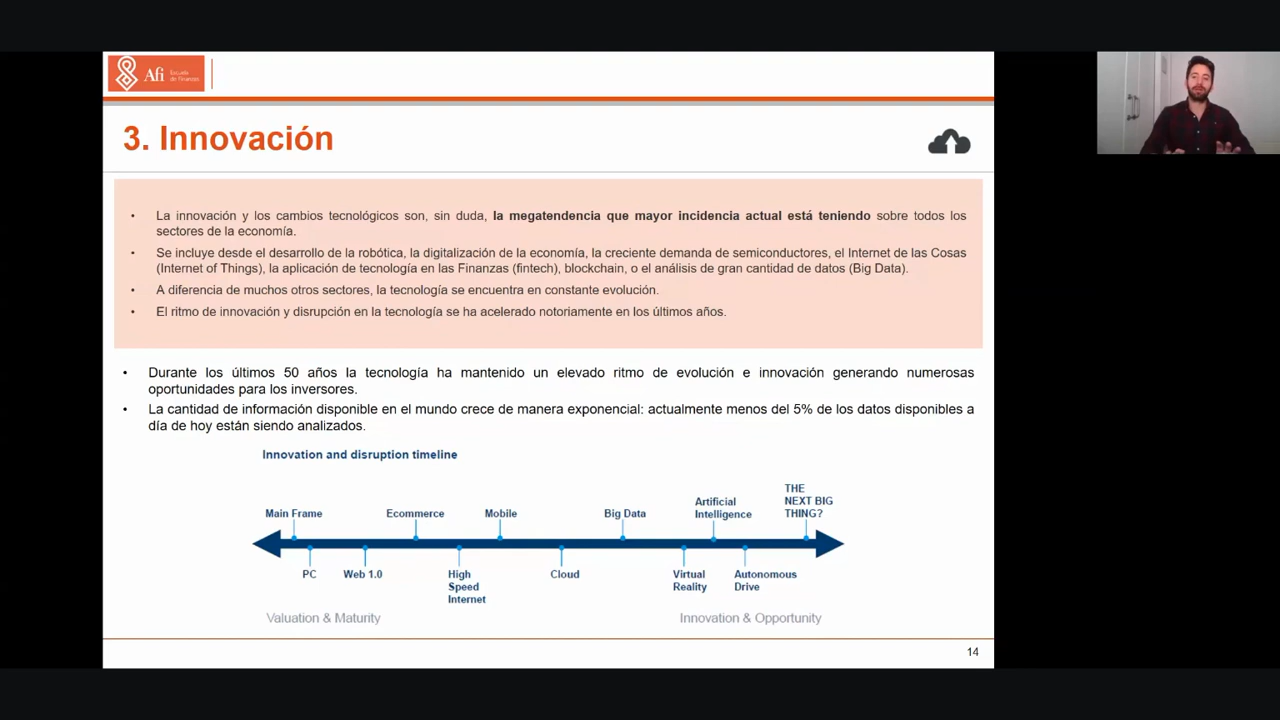 Afi Escuela de Finanzas
3. Innovación
• La innovación y los cambios tecnológicos son, sin duda, la megatendencia que mayor incidencia actual está teniendo sobre todos los
sectores de la economía.
• Se incluye desde el desarrollo de la robótica, la digitalización de la economía, la creciente demanda de semiconductores, el Internet de las Cosas
(Internet of Things), la aplicación de tecnología en las Finanzas (fintech), blockchain, o el análisis de gran cantidad de datos (Big Data).
• A diferencia de muchos otros sectores, la tecnología se encuentra en constante evolución.
• El ritmo de innovación y disrupción en la tecnología se ha acelerado notoriamente en los últimos años.
• Durante los últimos 50 años la tecnología ha mantenido un elevado ritmo de evolución e innovación generando numerosas
oportunidades para los inversores.
• La cantidad de información disponible en el mundo crece de manera exponencial: actualmente menos del 5% de los datos disponibles a
día de hoy están siendo analizados.
Innovation and disruption timeline
Main Frame
Ecommerce
Mobile
Big Data
Artificial
Intelligence
THE
NEXT BIG
THING?
PC
Web 1.0
High
Speed
Internet
Cloud
Virtual
Reality
Autonomous
Drive
Valuation & Maturity
Innovation & Opportunity
14